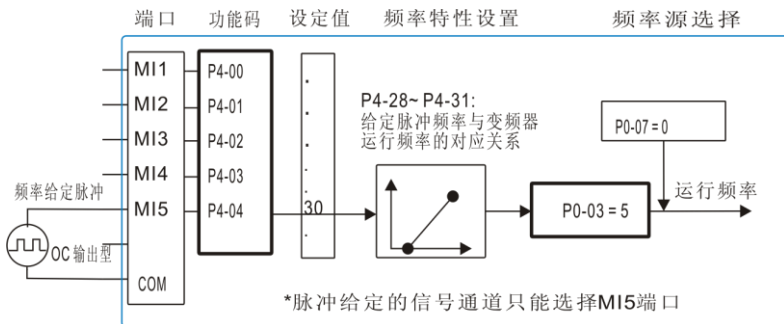 端口 功能码 设定值 频率特性设置 频率源选择
MI1 P4-00
MI2 P4-01
MI3 P4-02
MI4 P4-03
MI5 P4-04
COM
30
频率给定脉冲
OC 输出型
P4-28~ P4-31:
给定脉冲频率与变频器
运行频率的对应关系
P0-03 = 5
P0-07 = 0
运行频率
*脉冲给定的信号通道只能选择MI5端口